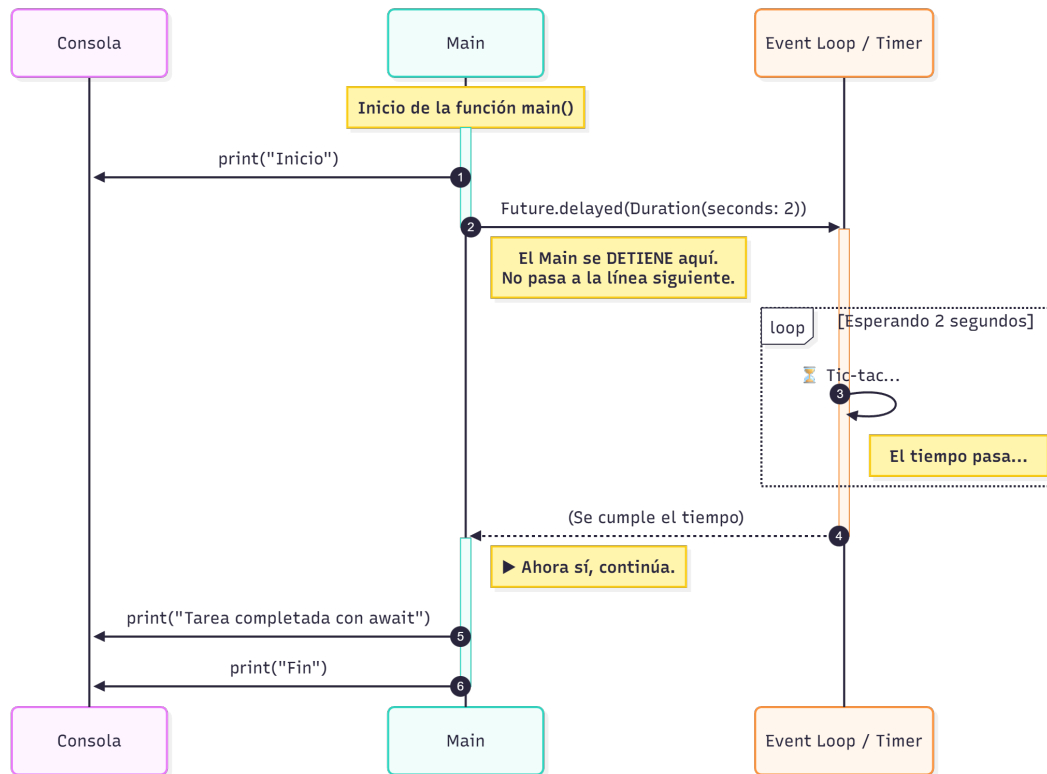 Consola
Main
Event Loop / Timer
Inicio de la función main()
print("Inicio")
1
Future.delayed(Duration(seconds: 2))
2
El Main se DETIENE aquí.
No pasa a la línea siguiente.
loop
[Esperando 2 segundos]
⏳ Tic-tac...
3
El tiempo pasa...
(Se cumple el tiempo)
4
▶ Ahora sí, continúa.
print("Tarea completada con await")
5
print("Fin")
6
Consola
Main
Event Loop / Timer